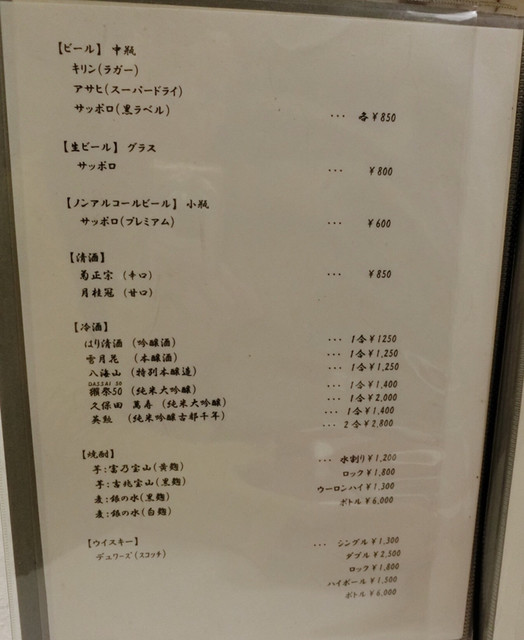 【ビール】 中瓶
キリン(ラガー)
アサヒ(スーパードライ)
サッポロ(黒ラベル) ... 各¥850
【生ビール】 グラス
サッポロ ... ¥800
【ノンアルコールビール】 小瓶
サッポロ(プレミアム) ... ¥600
【清酒】
菊正宗 (辛口) ... ¥850
月桂冠 (甘口)
【冷酒】
はり清酒 (吟醸酒) ... 1合¥1250
雪月花 (本醸酒) ... 1合¥1,250
八海山 (特別本醸造) ... 1合¥1,250
DASSAI 50
獺祭50 (純米大吟醸) ... 1合¥1,400
久保田 萬寿 (純米大吟醸) ... 1合¥2,000
英勲 (純米吟醸古都千年) ... 1合¥1,400
... 2合¥2,800
【焼酎】
芋:富乃宝山(黄麹) ... 水割り¥1,200
芋:吉兆宝山(黒麹) ロック¥1,800
麦:銀の水(黒麹) ウーロンハイ¥1,300
麦:銀の水(白麹) ボトル¥6,000
【ウイスキー】 ... シングル¥1,300
デュワーズ(スコッチ) ダブル¥2,500
ロック¥1,800
ハイボール¥1,500
ボトル¥6,000